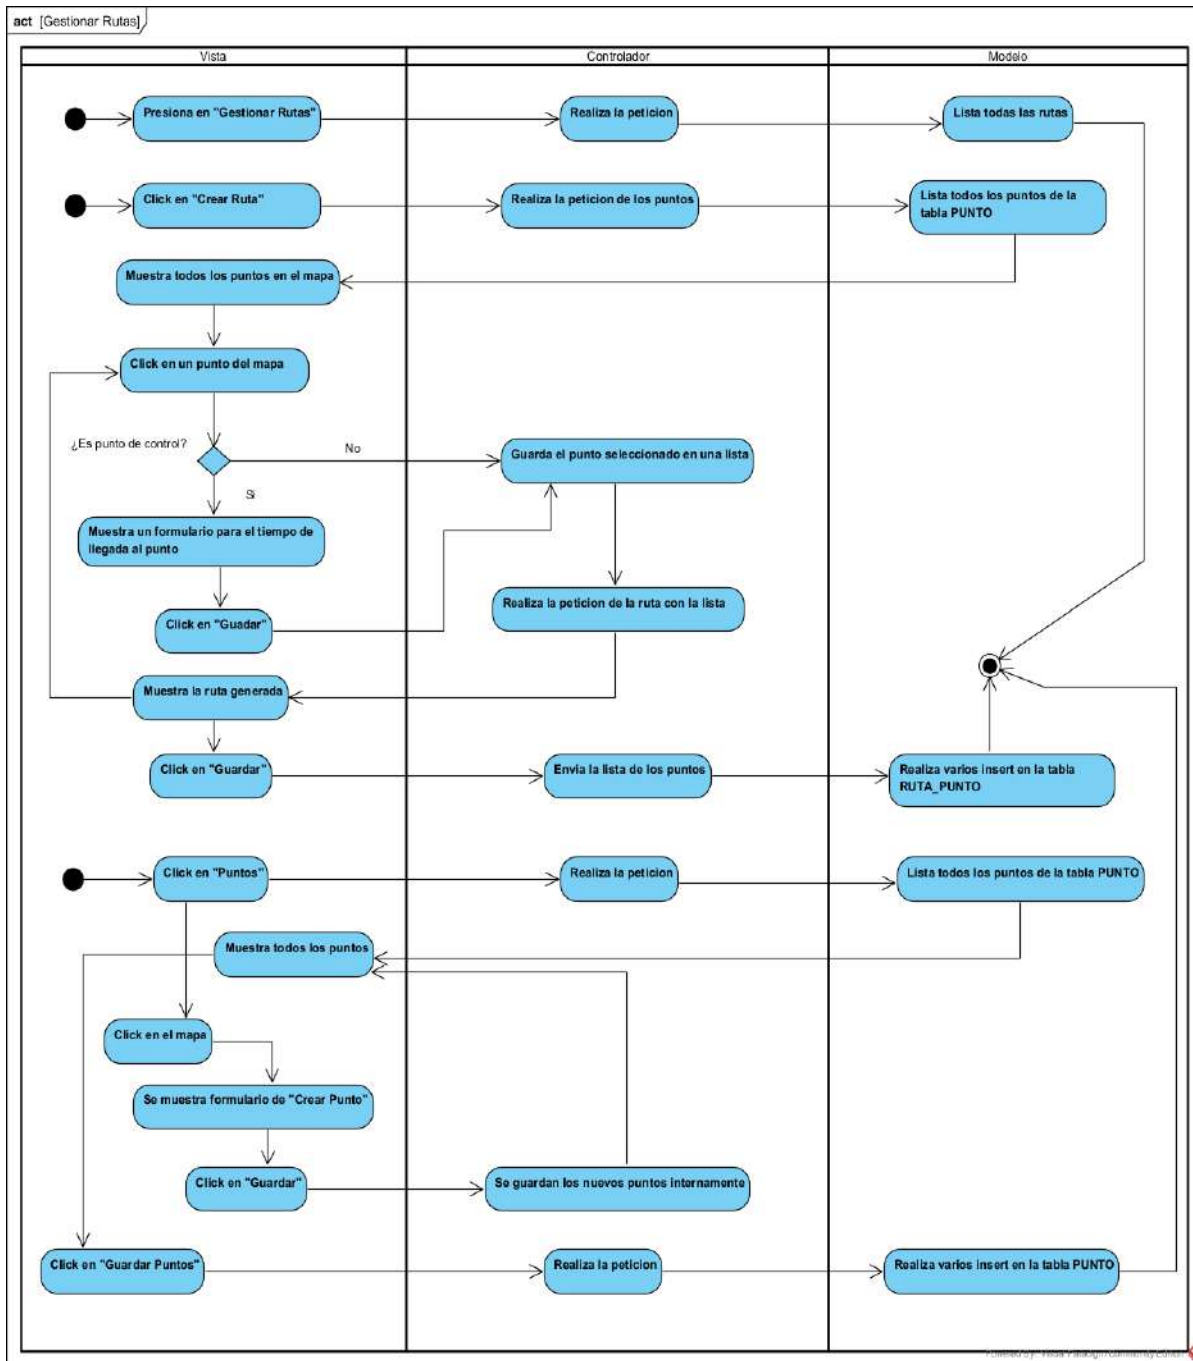 act [Gestionar Rutas]
Vista
Controlador
Modelo
Presiona en "Gestionar Rutas"
Realiza la peticion
Lista todas las rutas
Click en "Crear Ruta"
Realiza la peticion de los puntos
Lista todos los puntos de la
tabla PUNTO
Muestra todos los puntos en el mapa
Click en un punto del mapa
¿Es punto de control?
No
Guarda el punto seleccionado en una lista
Si
Muestra un formulario para el tiempo de
llegada al punto
Realiza la peticion de la ruta con la lista
Click en "Guadar"
Muestra la ruta generada
Click en "Guardar"
Envia la lista de los puntos
Realiza varios insert en la tabla
RUTA_PUNTO
Click en "Puntos"
Realiza la peticion
Lista todos los puntos de la tabla PUNTO
Muestra todos los puntos
Click en el mapa
Se muestra formulario de "Crear Punto"
Click en "Guardar"
Se guardan los nuevos puntos internamente
Click en "Guardar Puntos"
Realiza la peticion
Realiza varios insert en la tabla PUNTO
Powered By: Visual Paradigm Community Edition